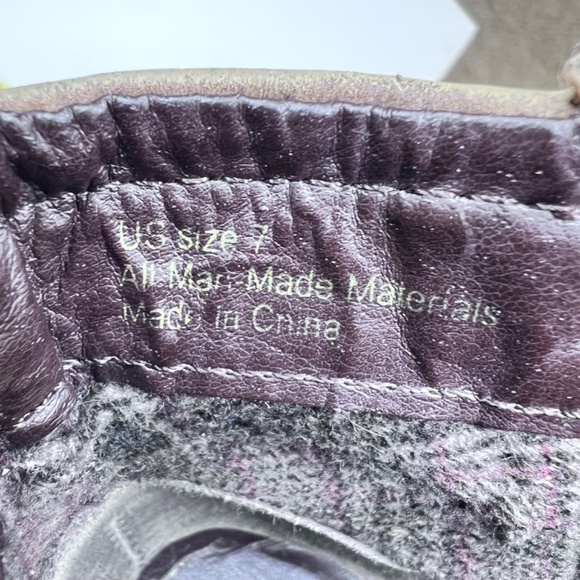 US size 7
All Man-Made Materials
Made in China